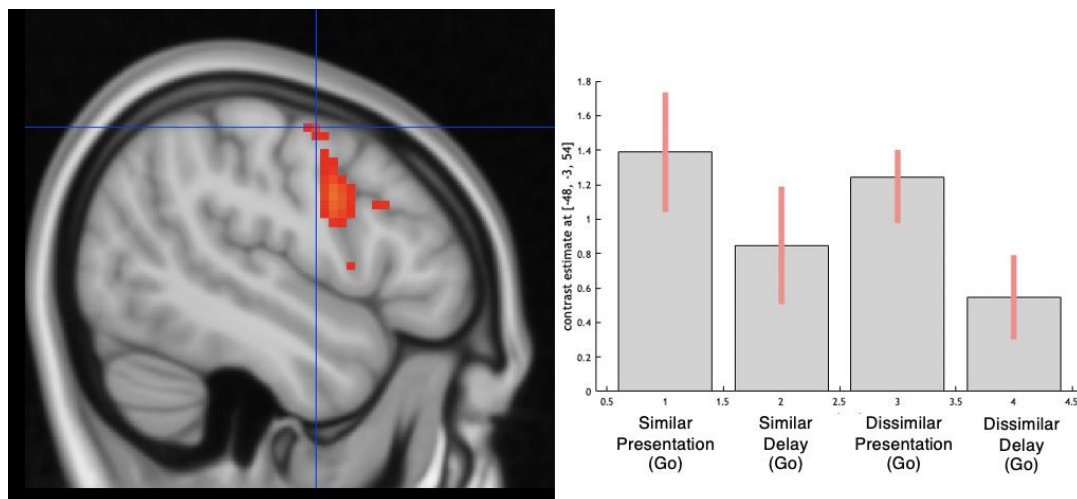 contrast estimate at [-48, -3, 54]
1.8
1.6
1.4
1.2
1
0.8
0.6
0.4
0.2
-0
0.5 1 1.5 2 2.5 3 3.5 4 4.5
Similar
Presentation
(Go)
Similar
Delay
(Go)
Dissimilar
Presentation
(Go)
Dissimilar
Delay
(Go)